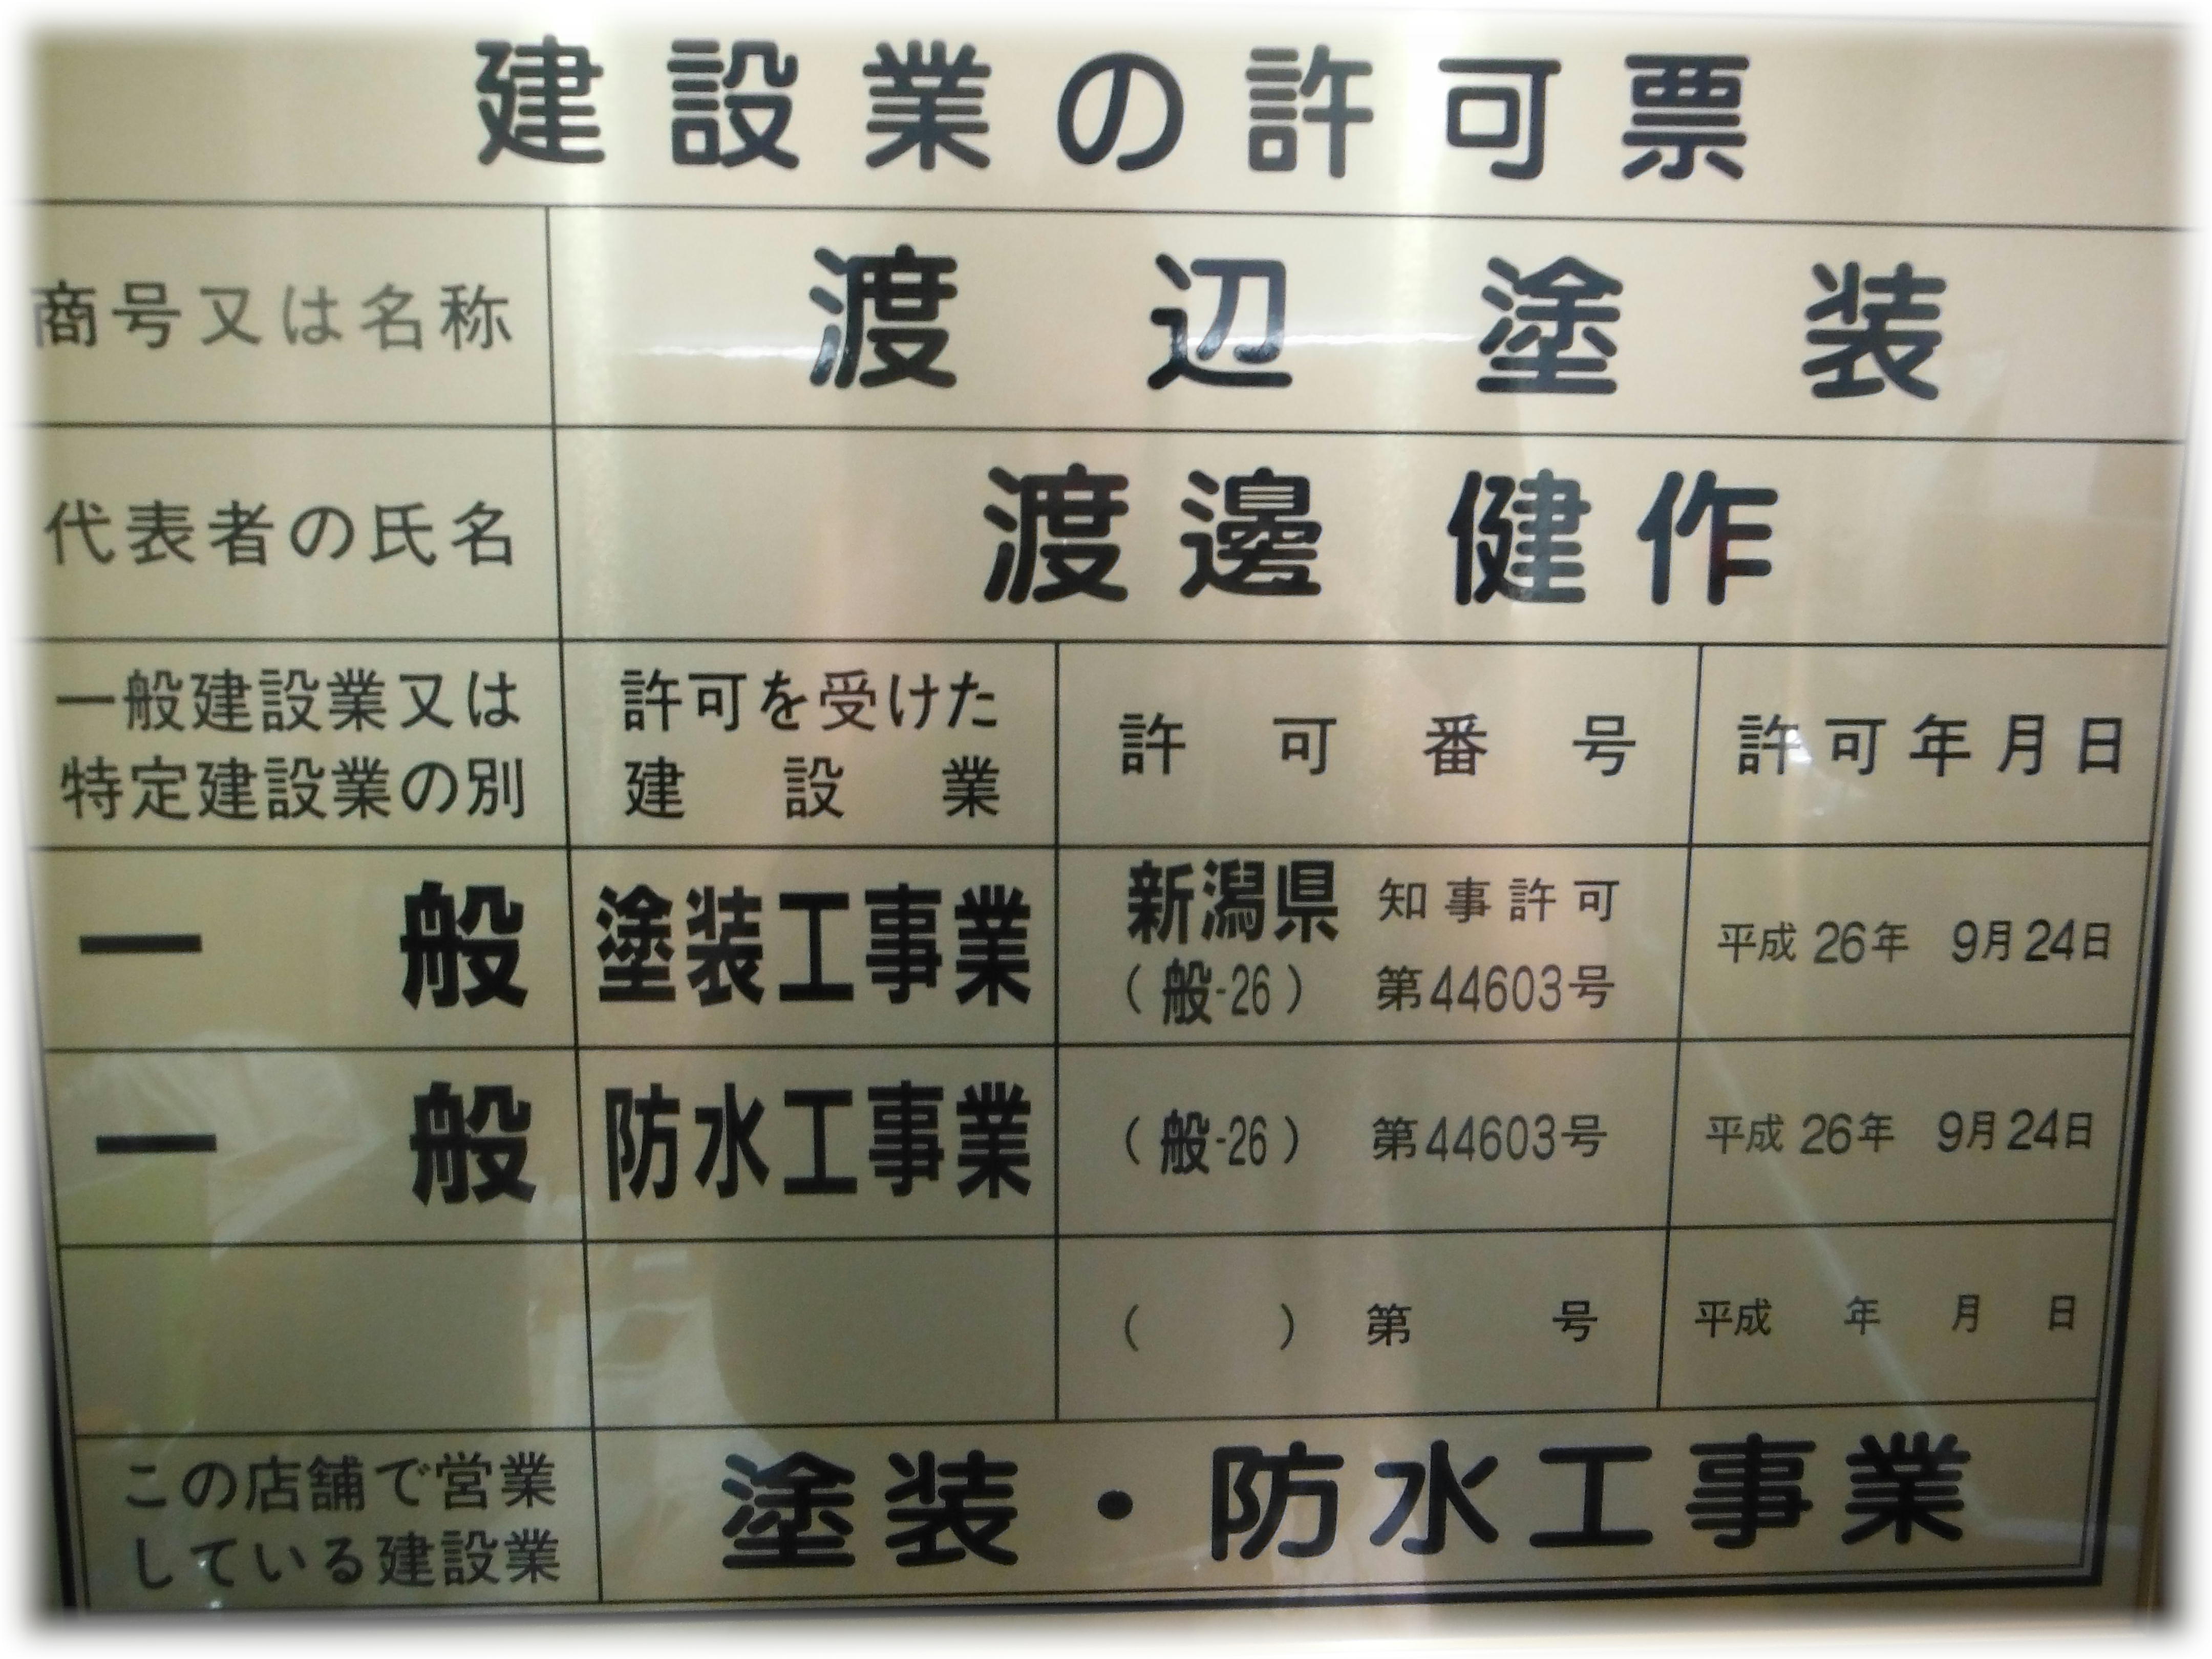 建設業の許可票
商号又は名称
渡辺塗装
代表者の氏名
渡邊健作
一般建設業又は
特定建設業の別
許可を受けた
建設業
許可番号
許可年月日
一般
塗装工事業
新潟県 知事許可
(般-26) 第44603号
平成26年 9月24日
一般
防水工事業
(般-26) 第44603号
平成26年 9月24日
( ) 第 号
平成 年 月 日
この店舗で営業
している建設業
塗装・防水工事業